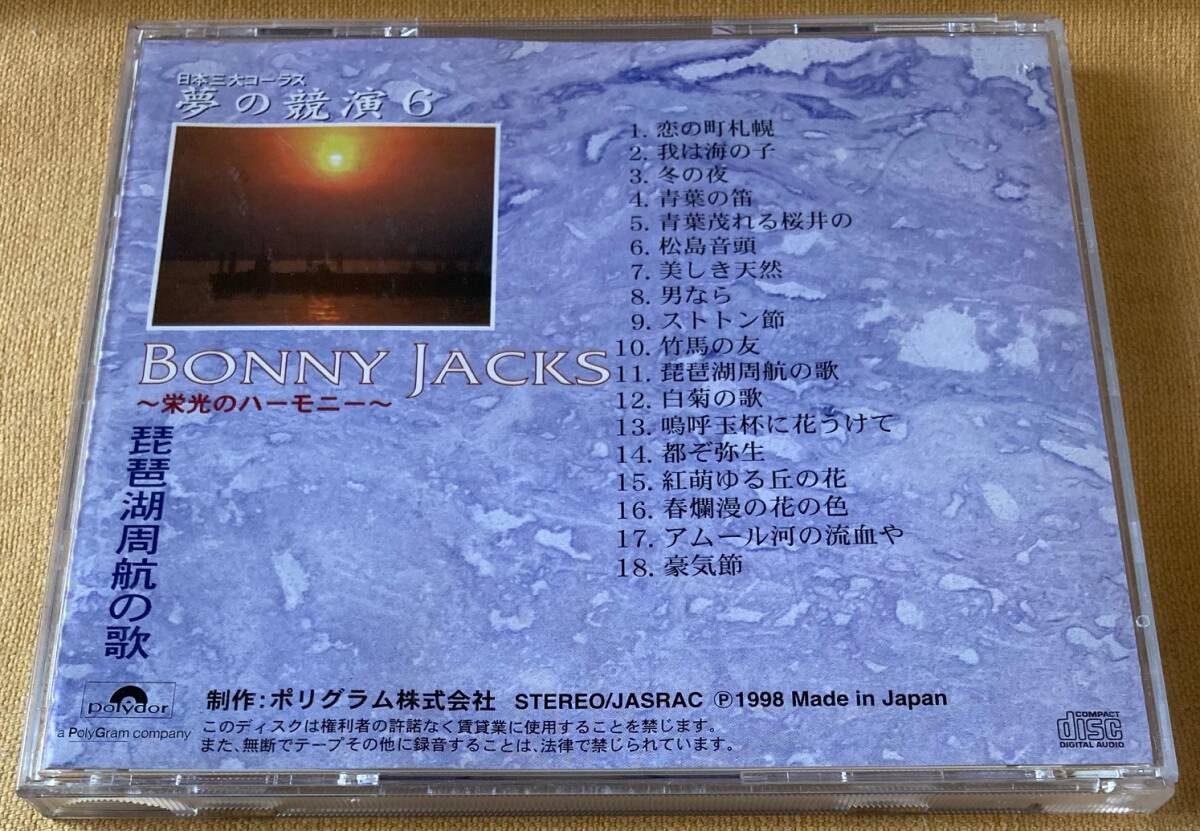 日本三大コーラス
夢の競演6
BONNY JACKS
～栄光のハーモニー～
琵琶湖周航の歌
1. 恋の町札幌
2. 我は海の子
3. 冬の夜
4. 青葉の笛
5. 青葉茂れる桜井の
6. 松島音頭
7. 美しき天然
8. 男なら
9. ストトン節
10. 竹馬の友
11. 琵琶湖周航の歌
12. 白菊の歌
13. 嗚呼玉杯に花うけて
14. 都ぞ弥生
15. 紅萌ゆる丘の花
16. 春爛漫の花の色
17. アムール河の流血や
18. 豪気節
polydor
a PolyGram company
制作：ポリグラム株式会社 STEREO/JASRAC Ⓟ1998 Made in Japan
このディスクは権利者の許諾なく賃貸業に使用することを禁じます。
また、無断でテープその他に録音することは、法律で禁じられています。
COMPACT
disc
DIGITAL AUDIO